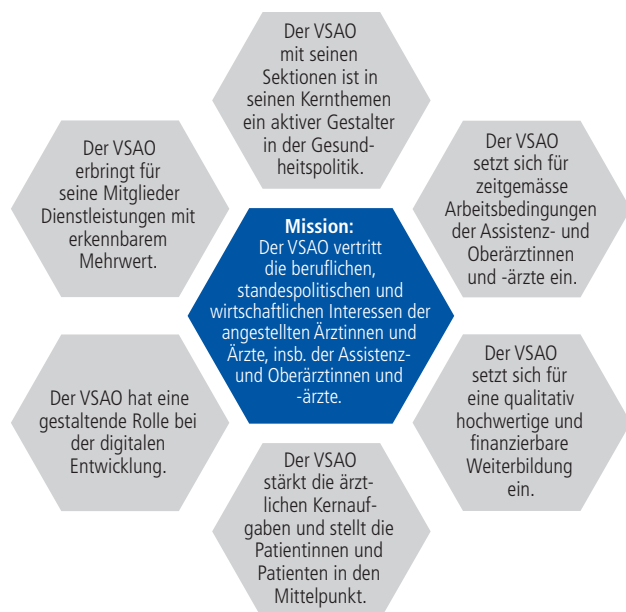 Der VSAO
mit seinen
Sektionen ist in
seinen Kernthemen
ein aktiver Gestalter
in der Gesund-
heitspolitik.
Der VSAO
erbringt für
seine Mitglieder
Dienstleistungen mit
erkennbarem
Mehrwert.
Der VSAO
setzt sich für
zeitgemässe
Arbeitsbedingungen
der Assistenz- und
Oberärztinnen
und -ärzte ein.
Mission:
Der VSAO vertritt
die beruflichen,
standespolitischen und
wirtschaftlichen Interessen der
angestellten Ärztinnen und
Ärzte, insb. der Assistenz-
und Oberärztinnen und
-ärzte.
Der VSAO hat eine
gestaltende Rolle bei
der digitalen
Entwicklung.
Der VSAO
setzt sich für
eine qualitativ
hochwertige und
finanzierbare
Weiterbildung
ein.
Der VSAO
stärkt die ärzt-
lichen Kernauf-
gaben und stellt die
Patientinnen und
Patienten in den
Mittelpunkt.